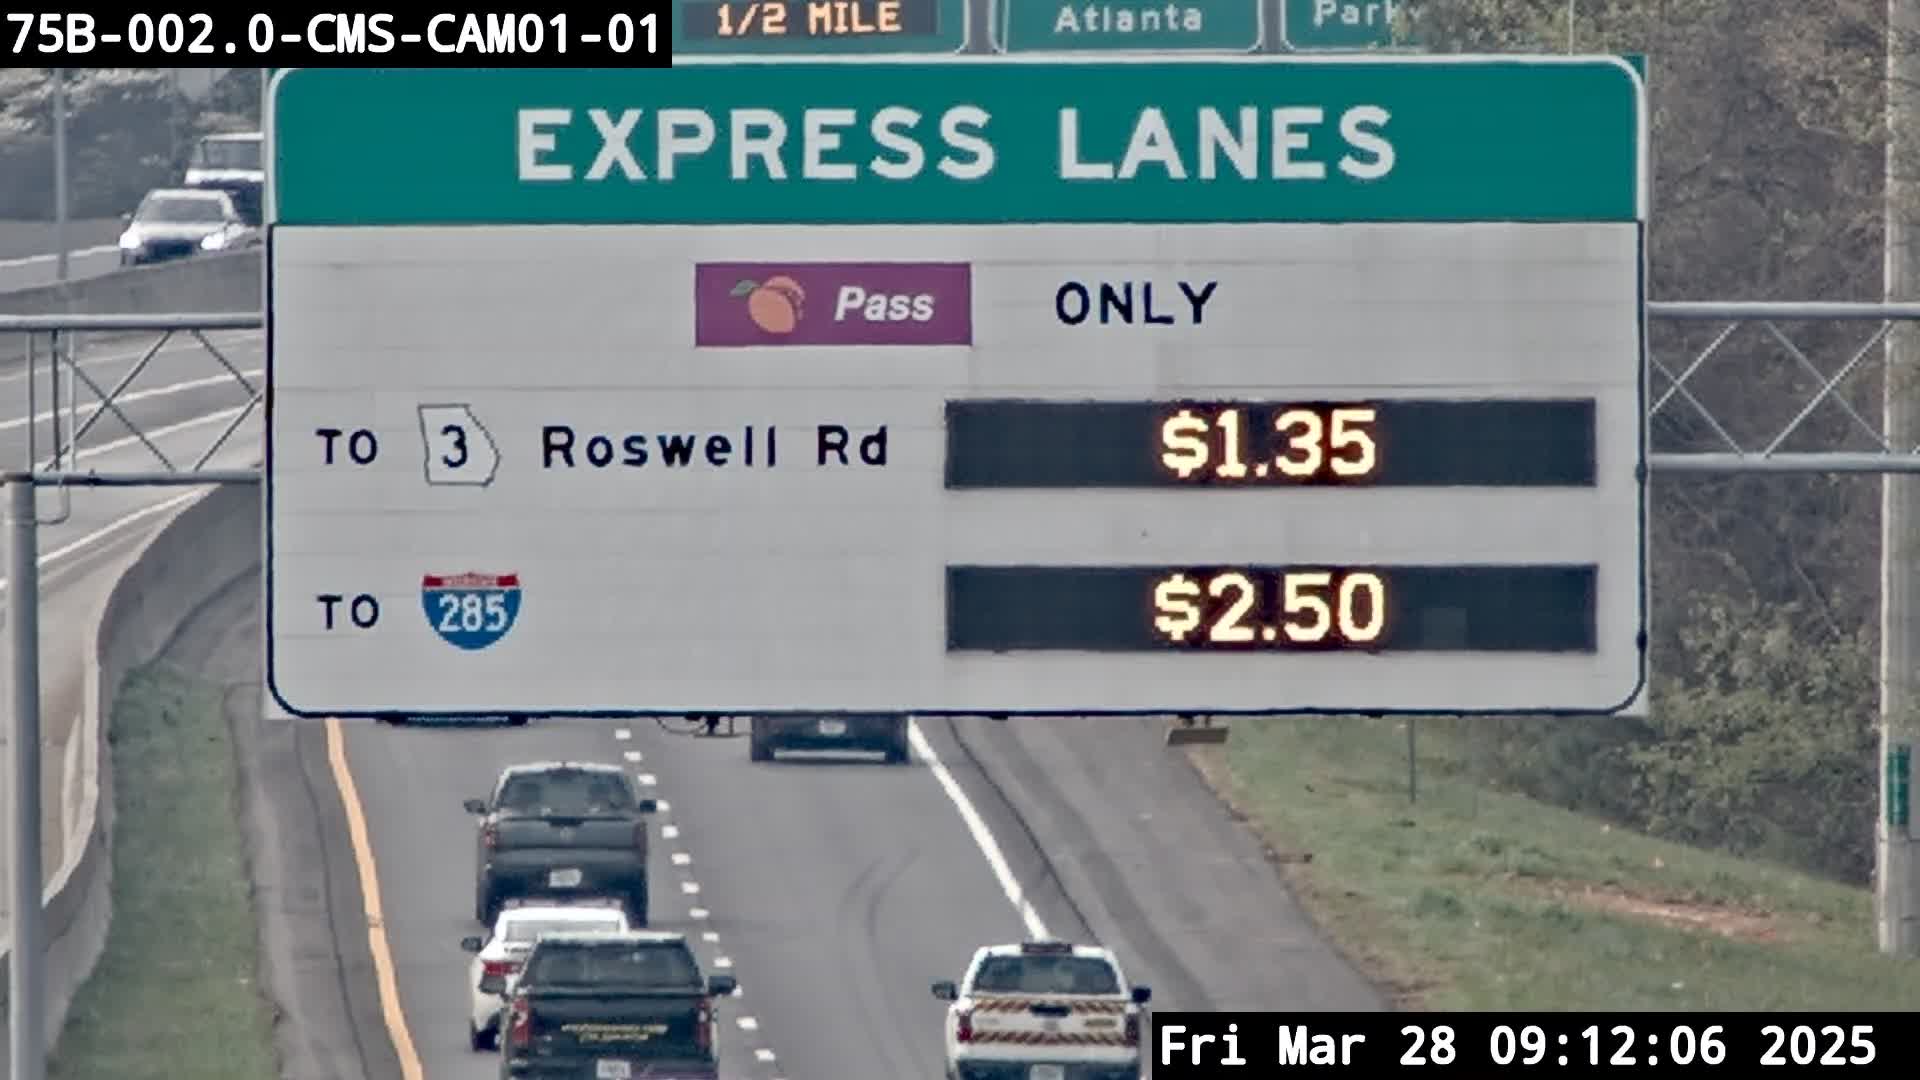 75B-002.0-CMS-CAM01-01
1/2 MILE
Atlanta
EXPRESS LANES
Pass ONLY
TO 3 Roswell Rd $1.35
TO 285 $2.50
Fri Mar 28 09:12:06 2025